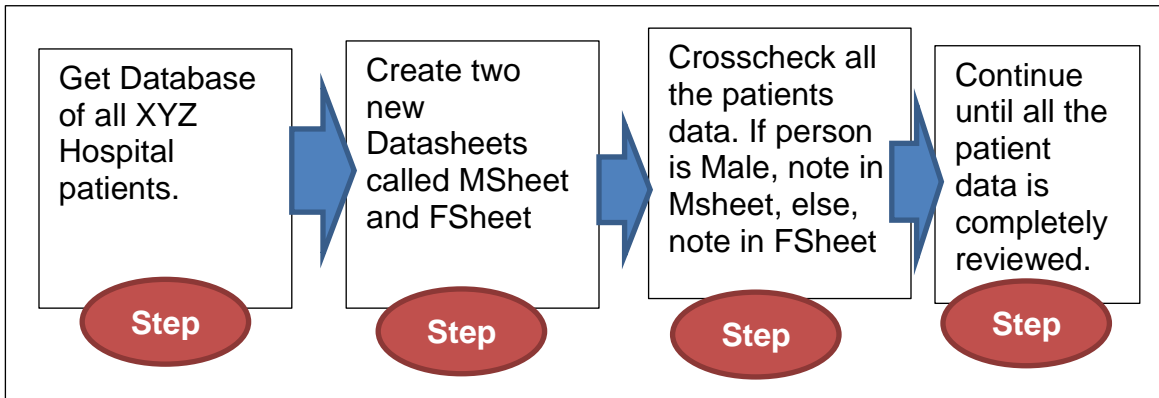 Get Database
of all XYZ
Hospital
patients.
Step
Create two
new
Datasheets
called MSheet
and FSheet
Step
Crosscheck all
the patients
data. If person
is Male, note in
Msheet, else,
note in FSheet
Step
Continue
until all the
patient
data is
completely
reviewed.
Step